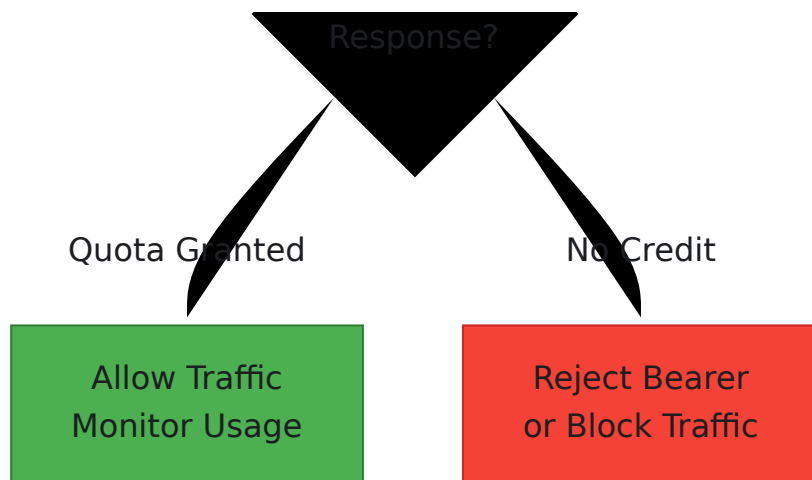 Response?
Quota Granted
No Credit
Allow Traffic
Monitor Usage
Reject Bearer
or Block Traffic